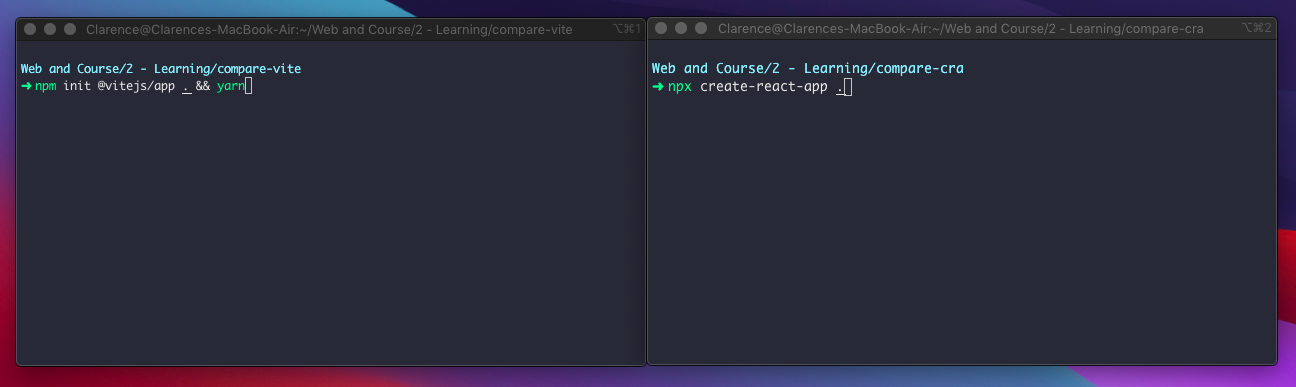 Clarence@Clarences-MacBook-Air:~/Web and Course/2 - Learning/compare-vite ⌥⌘1
Web and Course/2 - Learning/compare-vite
➜ npm init @vitejs/app . && yarn
Clarence@Clarences-MacBook-Air:~/Web and Course/2 - Learning/compare-cra ⌥⌘2
Web and Course/2 - Learning/compare-cra
➜ npx create-react-app .